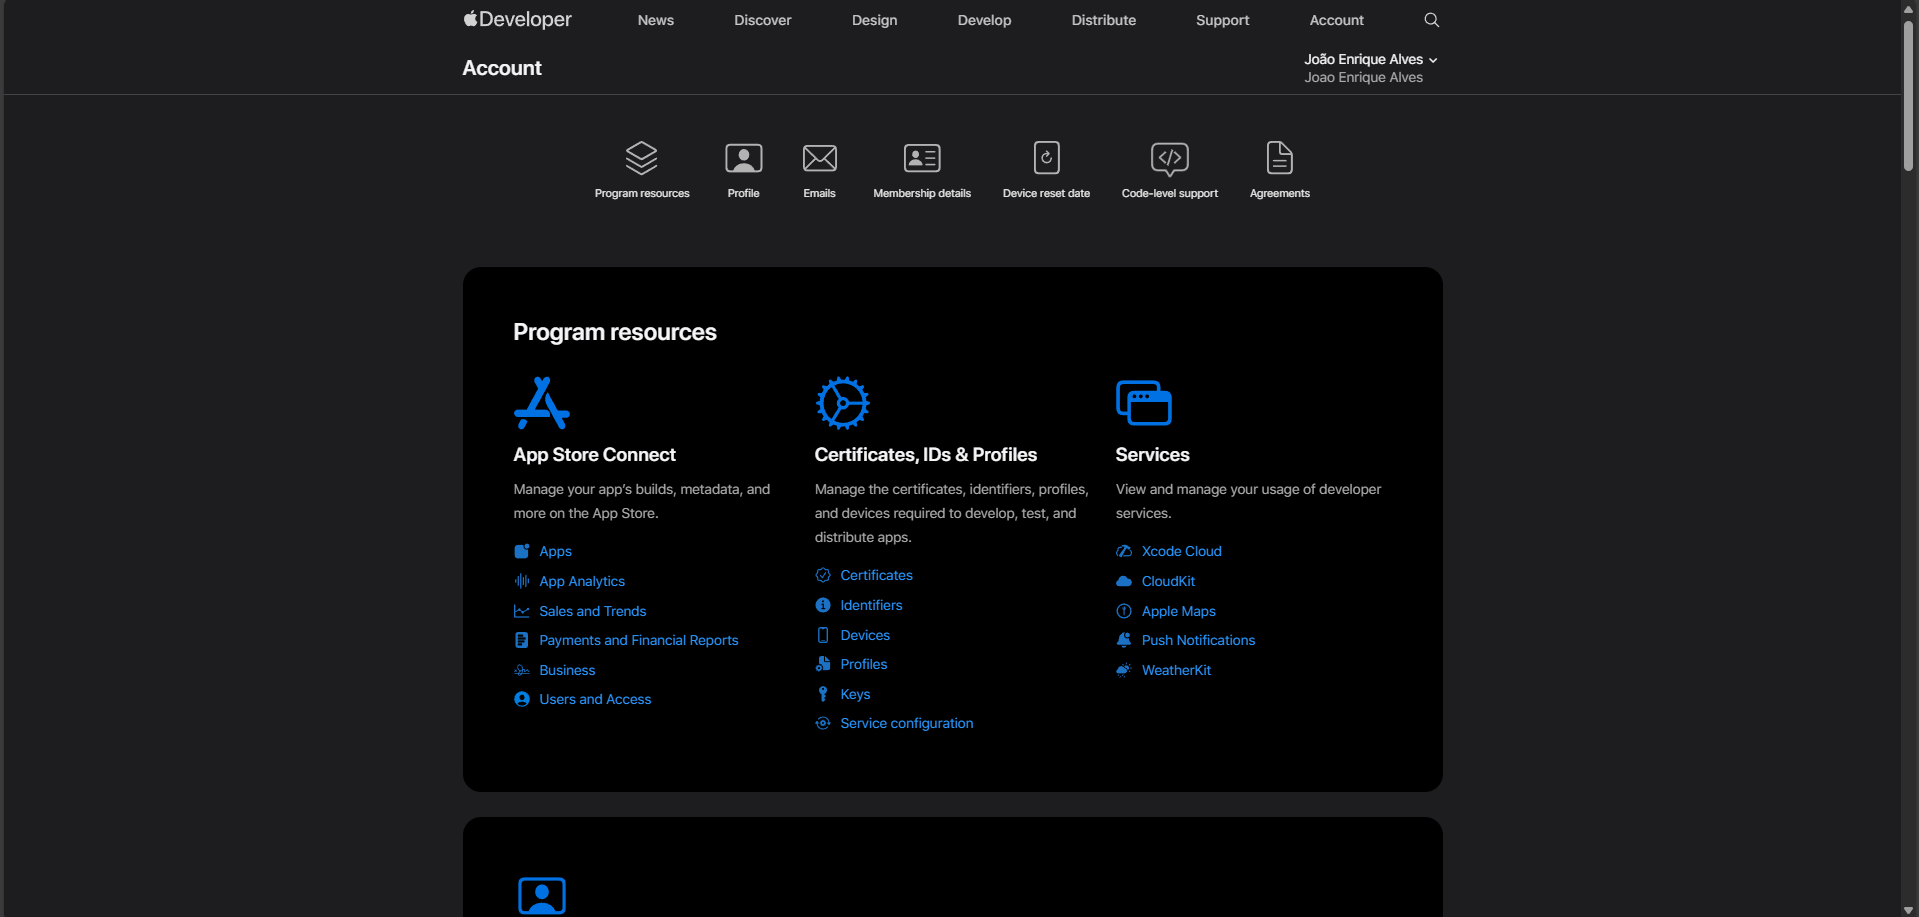 Developer
News
Discover
Design
Develop
Distribute
Support
Account
Account
João Enrique Alves
Joao Enrique Alves
Program resources
Profile
Emails
Membership details
Device reset date
Code-level support
Agreements
Program resources
App Store Connect
Manage your app’s builds, metadata, and
more on the App Store.
Apps
App Analytics
Sales and Trends
Payments and Financial Reports
Business
Users and Access
Certificates, IDs & Profiles
Manage the certificates, identifiers, profiles,
and devices required to develop, test, and
distribute apps.
Certificates
Identifiers
Devices
Profiles
Keys
Service configuration
Services
View and manage your usage of developer
services.
Xcode Cloud
CloudKit
Apple Maps
Push Notifications
WeatherKit